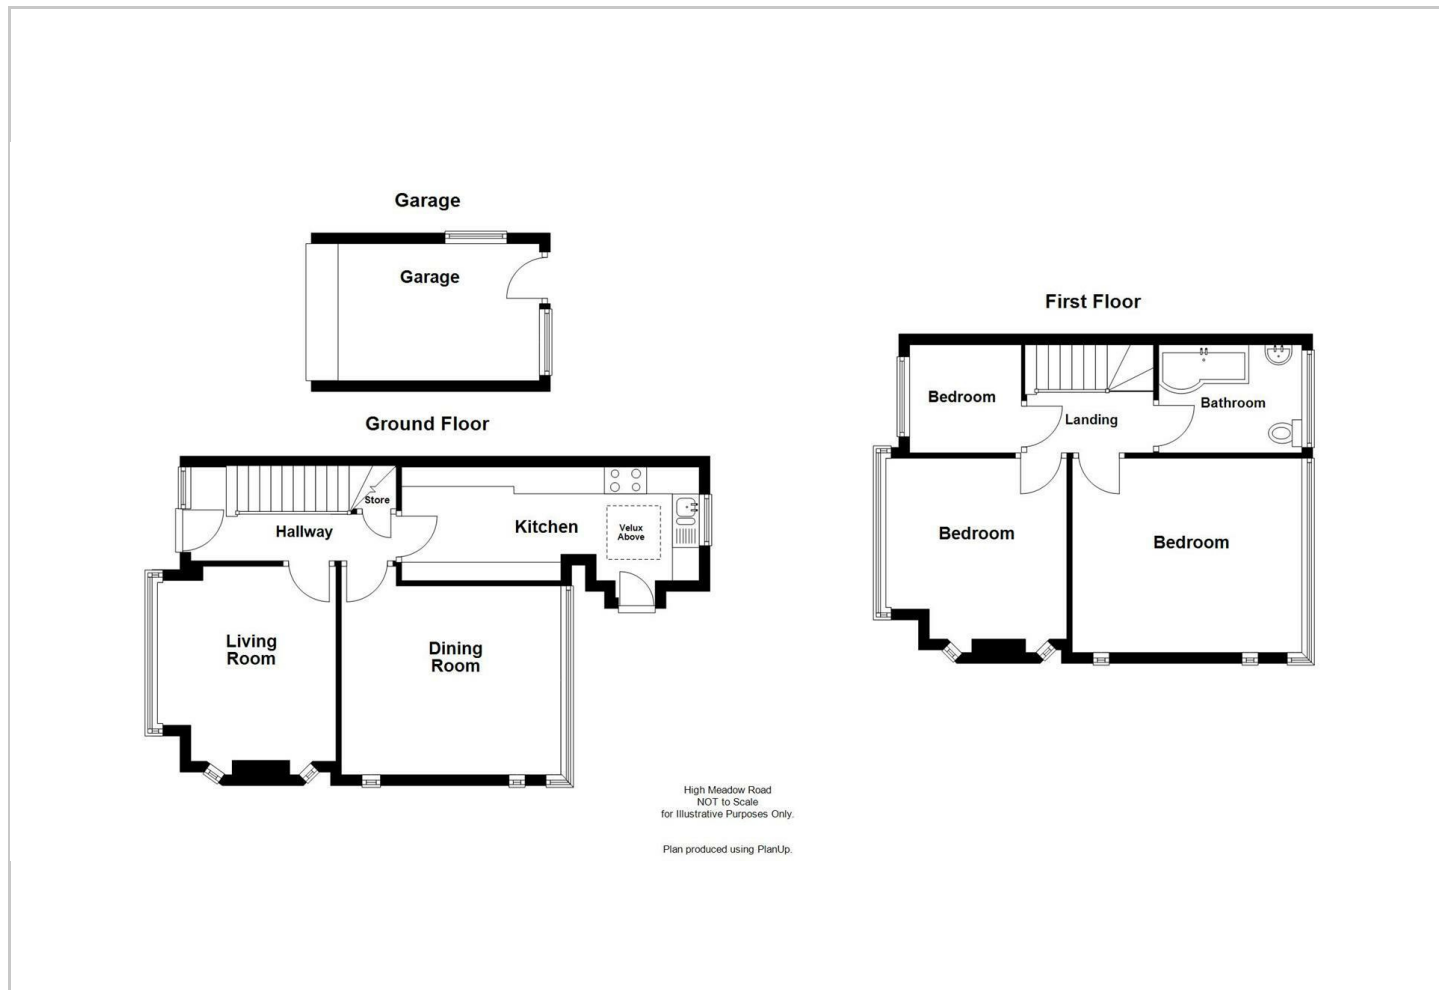 Garage
Garage
Ground Floor
Store
Hallway
Kitchen
Velux
Above
Living
Room
Dining
Room
First Floor
Bedroom
Landing
Bathroom
Bedroom
Bedroom
High Meadow Road
NOT to Scale
for Illustrative Purposes Only.
Plan produced using PlanUp.